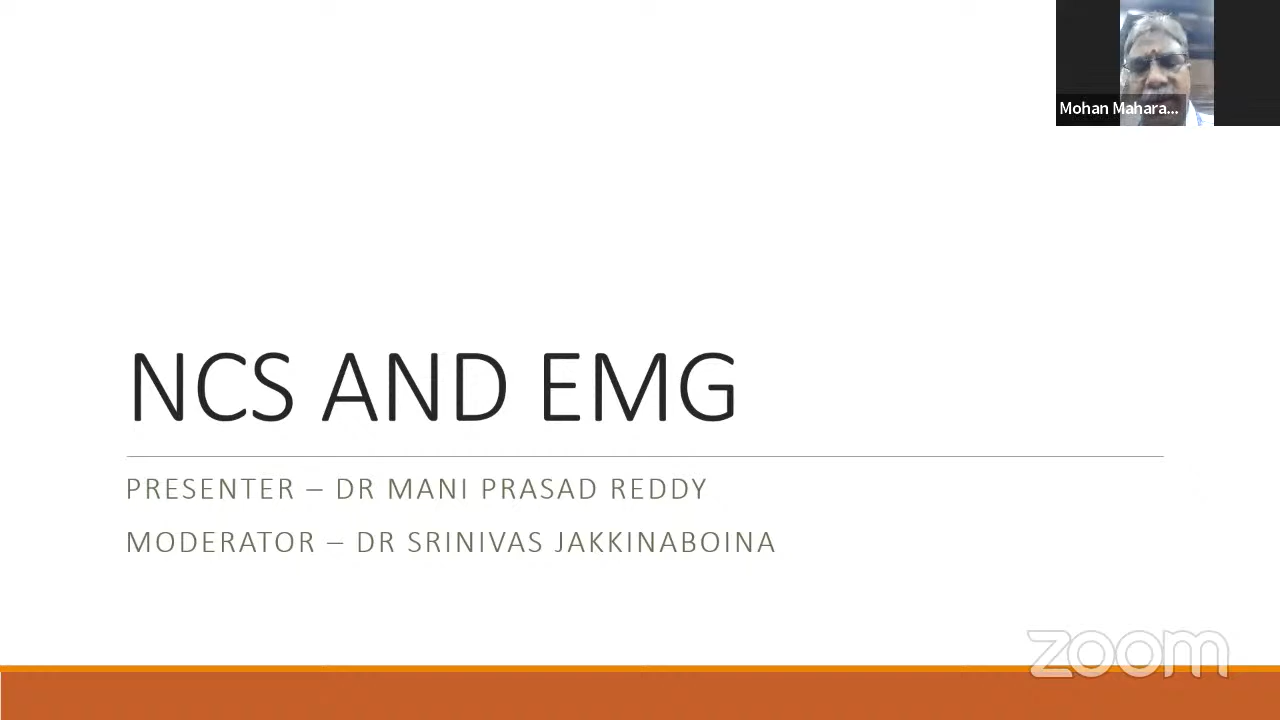 Mohan Mahara...
NCS AND EMG
PRESENTER – DR MANI PRASAD REDDY
MODERATOR – DR SRINIVAS JAKKINABOINA
zoom